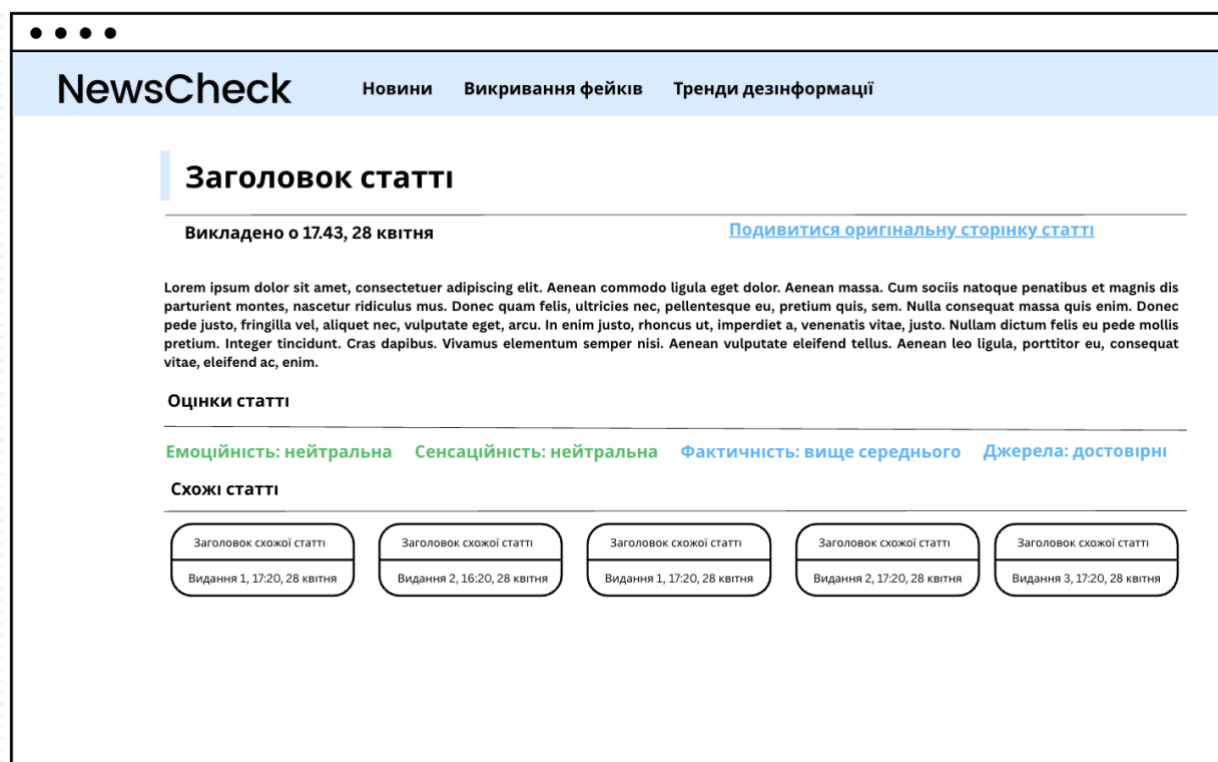 NewsCheck Новини Викривання фейків Тренди дезінформації
Заголовок статті
Викладено о 17.43, 28 квітня Подивитися оригінальну сторінку статті
Lorem ipsum dolor sit amet, consectetuer adipiscing elit. Aenean commodo ligula eget dolor. Aenean massa. Cum sociis natoque penatibus et magnis dis
parturient montes, nascetur ridiculus mus. Donec quam felis, ultricies nec, pellentesque eu, pretium quis, sem. Nulla consequat massa quis enim. Donec
pede justo, fringilla vel, aliquet nec, vulputate eget, arcu. In enim justo, rhoncus ut, imperdiet a, venenatis vitae, justo. Nullam dictum felis eu pede mollis
pretium. Integer tincidunt. Cras dapibus. Vivamus elementum semper nisi. Aenean vulputate eleifend tellus. Aenean leo ligula, porttitor eu, consequat
vitae, eleifend ac, enim.
Оцінки статті
Емоційність: нейтральна Сенсаційність: нейтральна Фактичність: вище середнього Джерела: достовірні
Схожі статті
Заголовок схожої статті Заголовок схожої статті Заголовок схожої статті Заголовок схожої статті Заголовок схожої статті
Видання 1, 17:20, 28 квітня Видання 2, 16:20, 28 квітня Видання 1, 17:20, 28 квітня Видання 2, 17:20, 28 квітня Видання 3, 17:20, 28 квітня